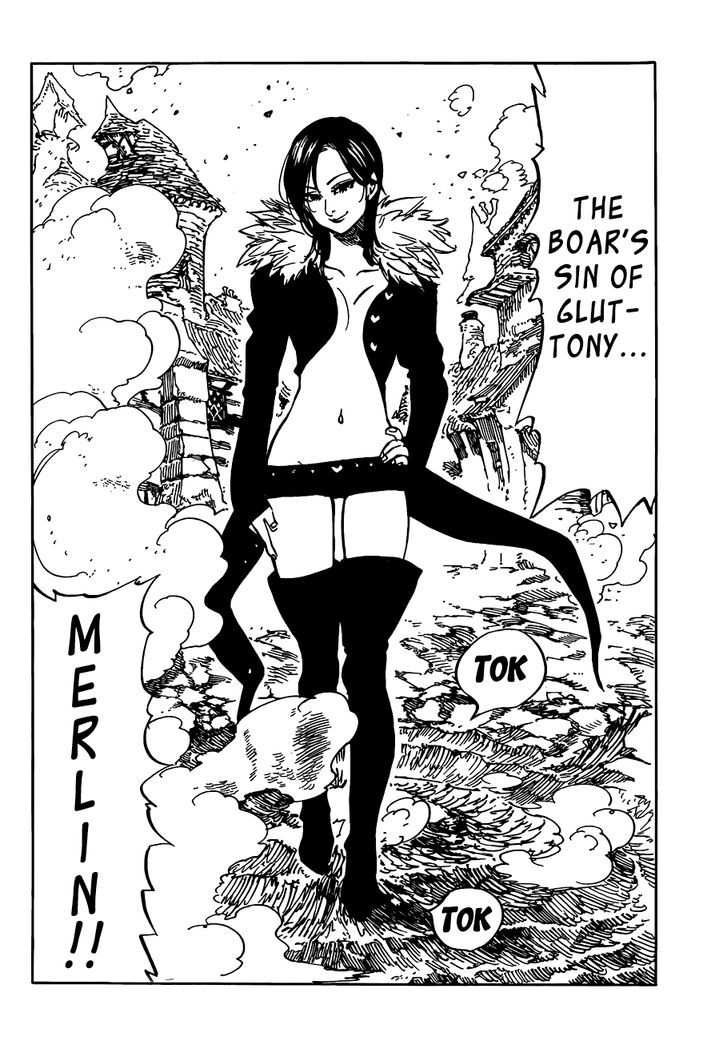 THE
BOAR'S
SIN OF
GLUT-
TONY...
MERLIN!!
TOK
TOK